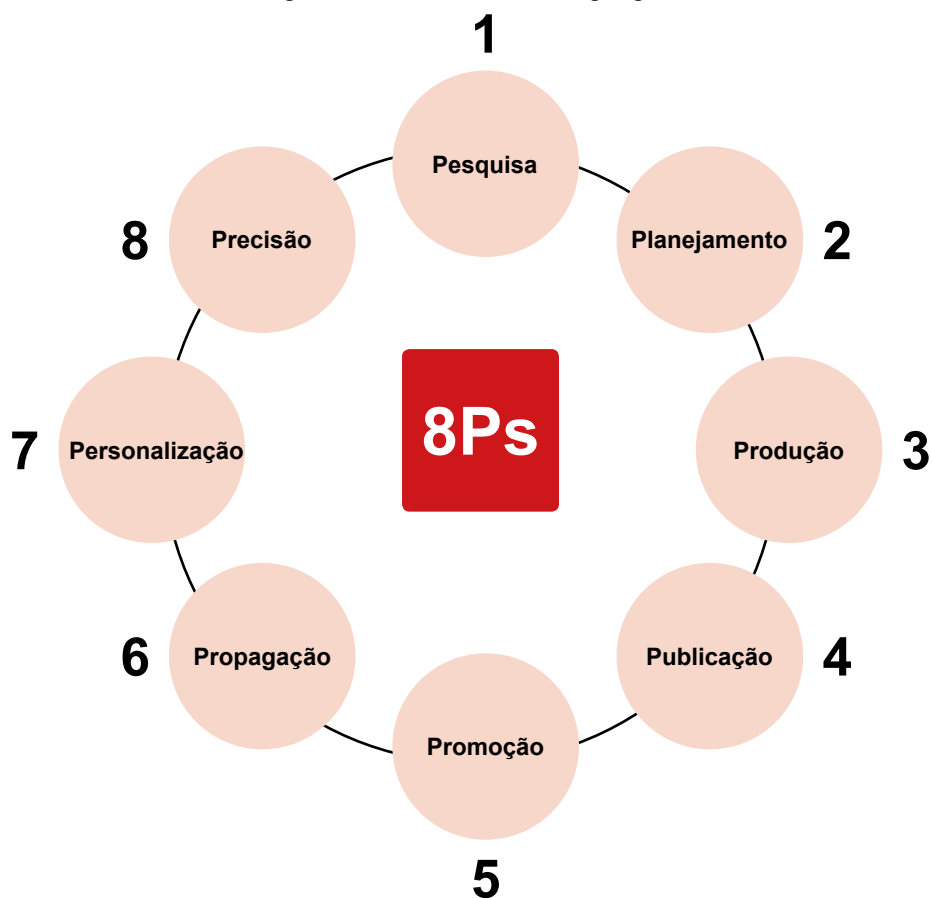 1
Pesquisa
2
Planejamento
3
Produção
4
Publicação
5
Promoção
6
Propagação
7
Personalização
8
Precisão
8Ps